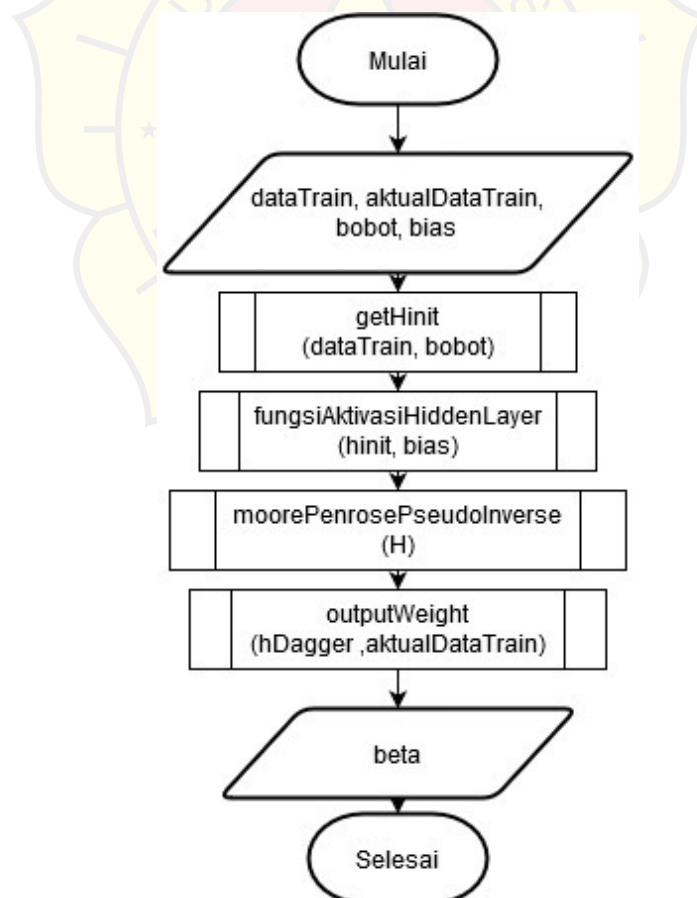 Mulai
dataTrain, aktualDataTrain,
bobot, bias
getHinit
(dataTrain, bobot)
fungsiAktivasiHiddenLayer
(hinit, bias)
moorePenrosePseudoInverse
(H)
outputWeight
(hDagger ,aktualDataTrain)
beta
Selesai